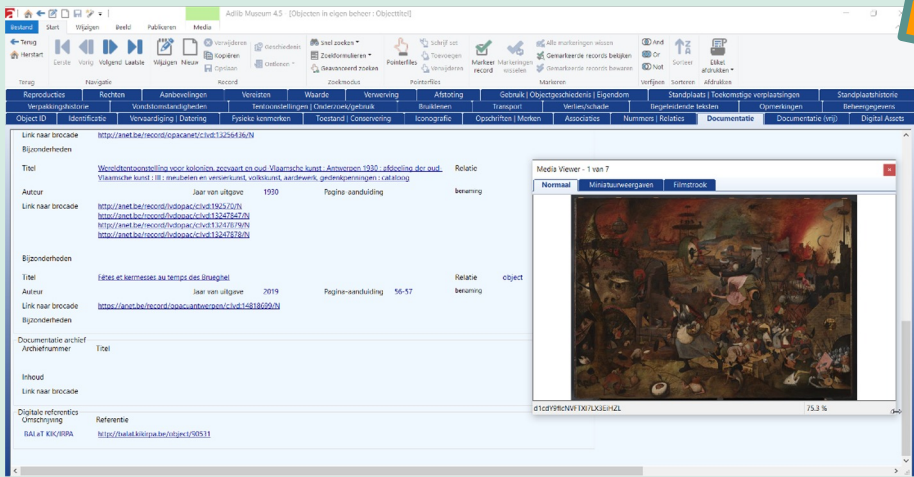 Adlib Museum 4.5 [Objecten in eigen beheer : Objecttitel]
Bestand Start Wijzigen Beeld Publiceren Media
Terug
Herstart
Eerste Vorig Volgend Laatste
Wijzigen Nieuw
Verwijderen
Kopiëren
Opslaan
Geschiedenis
Ontlenen
Snel zoeken
Zoekformulieren
Geavanceerd zoeken
Pointerfiles
Schrijf set
Toevoegen
Verwijderen
Markeer record
Markeringen wisselen
Alle markeringen wissen
Gemarkeerde records bekijken
Gemarkeerde records bewaren
And
Or
Not
Sorteer
Etiket afdrukken
Terug Navigatie Record Zoekmodus Pointerfiles Markeren Verfijnen Sorteren Afdrukken
Reproducties Rechten Aanbevelingen Vereisten Waarde Verwerving Afstoting Gebruik | Objectgeschiedenis | Eigendom Standplaats | Toekomstige verplaatsingen Standplaatshistorie
Verpakkingshistorie Vondstomstandigheden Tentoonstellingen | Onderzoek/gebruik Bruiklenen Transport Verlies/schade Begeleidende teksten Opmerkingen Beheergegevens
Object ID Identificatie Vervaardiging | Datering Fysieke kenmerken Toestand | Conservering Iconografie Opschriften | Merken Associaties Nummers | Relaties Documentatie Documentatie (vrij) Digital Assets
Link naar brocade http://anet.be/record/opacanet/c:lvd:13256436/N
Bijzonderheden
Titel Wereldtentoonstelling voor kolonien, zeevaart en oud-Vlaamsche kunst : Antwerpen 1930 : afdeeling der oud-
Vlaamsche kunst : III : meubelen en versierkunst, volkskunst, aardewerk, gedenkpenningen : cataloog
Relatie
Auteur Jaar van uitgave 1930 Pagina-aanduiding benaming
Link naar brocade http://anet.be/record/lvdopac/c:lvd:192570/N
http://anet.be/record/lvdopac/c:lvd:13247847/N
http://anet.be/record/lvdopac/c:lvd:13247879/N
http://anet.be/record/lvdopac/c:lvd:13247878/N
Bijzonderheden
Titel Fêtes et kermesses au temps des Brueghel Relatie object
Auteur Jaar van uitgave 2019 Pagina-aanduiding 56-57 benaming
Link naar brocade https://anet.be/record/opacuantwerpen/c:lvd:14818699/N
Bijzonderheden
Documentatie archief
Archiefnummer Titel
Inhoud
Link naar brocade
Digitale referenties
Omschrijving Referentie
BALaT KIK/IRPA http://balat.kikirpa.be/object/90531
Media Viewer - 1 van 7
Normaal Miniatuurweergaven Filmstrook
75.3 %